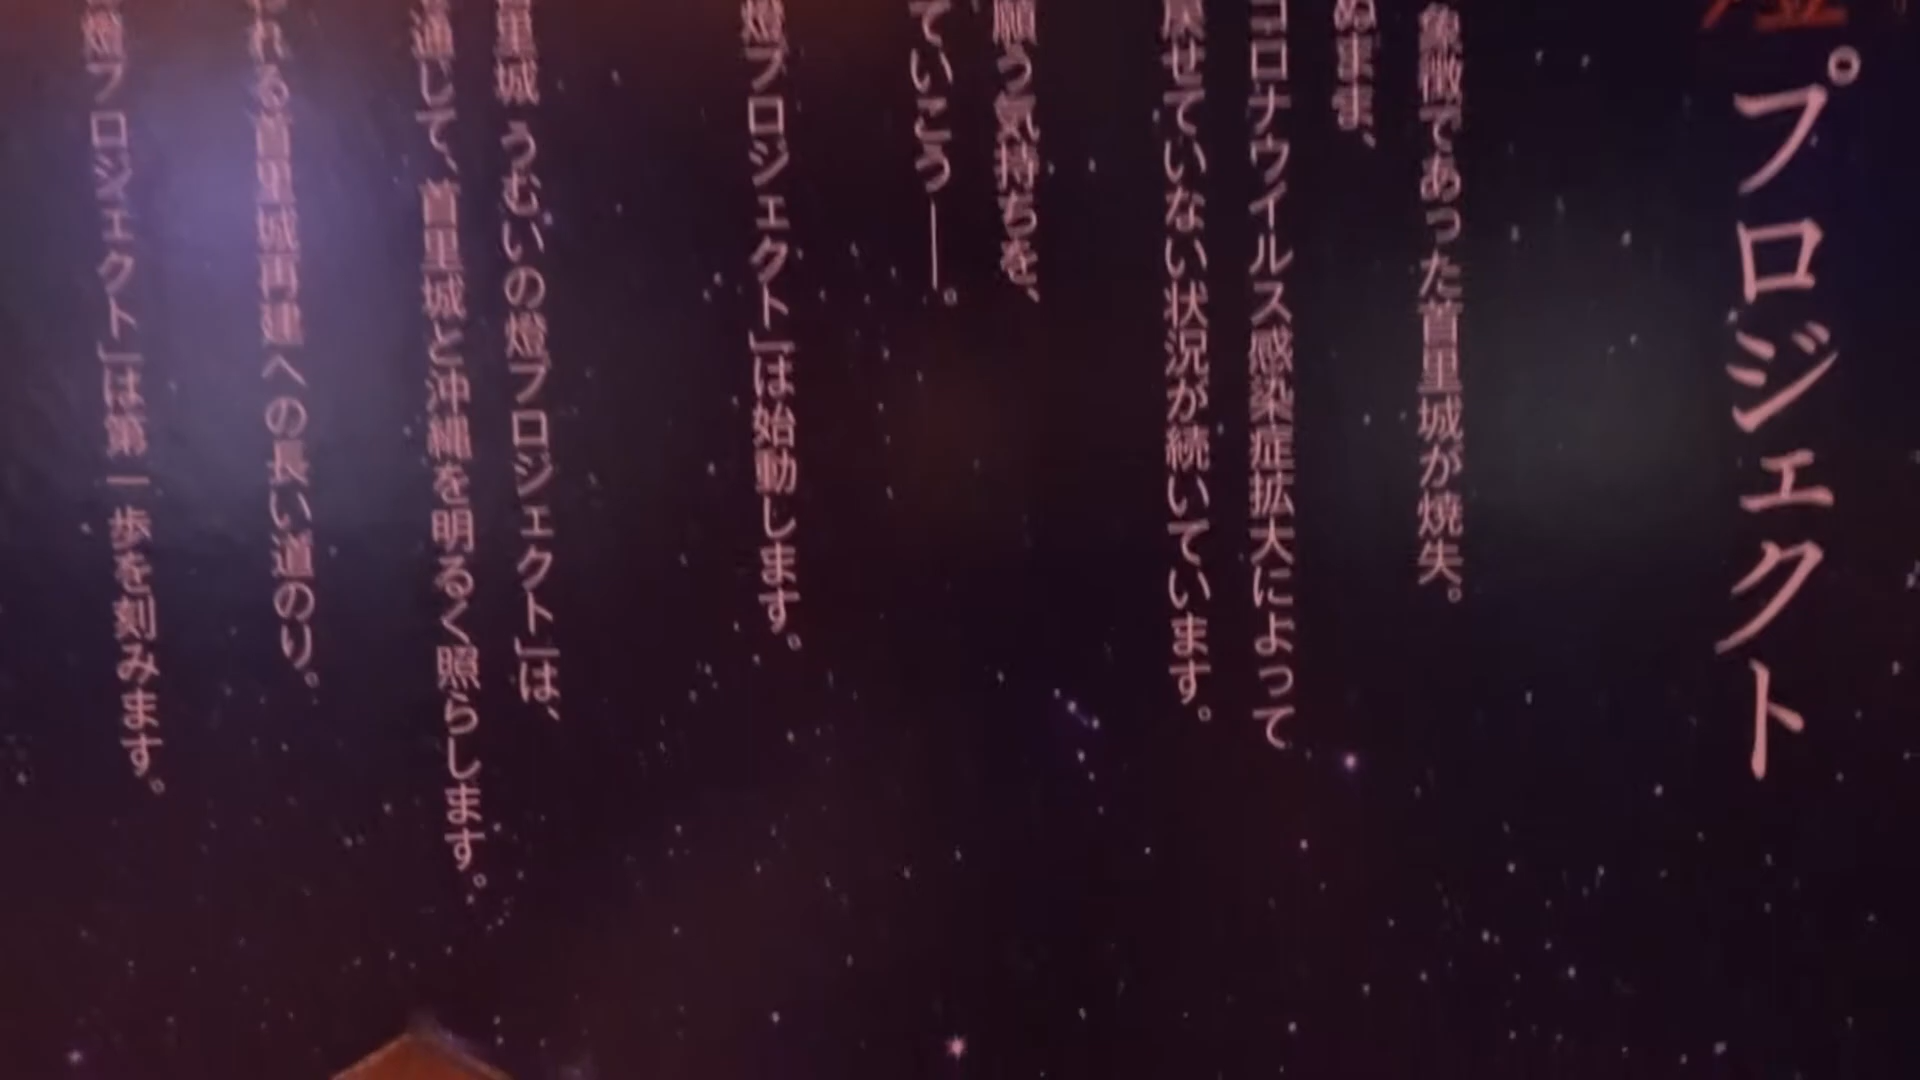 プロジェクト
象徴であった首里城が焼失。
ぬまま、
コロナウイルス感染症拡大によって
戻せていない状況が続いています。
願う気持ちを、
ていこう――。
燈プロジェクト」は始動します。
里城 うむいの燈プロジェクト」は、
通して、首里城と沖縄を明るく照らします。
れる首里城再建への長い道のり。
燈プロジェクト」は第一歩を刻みます。